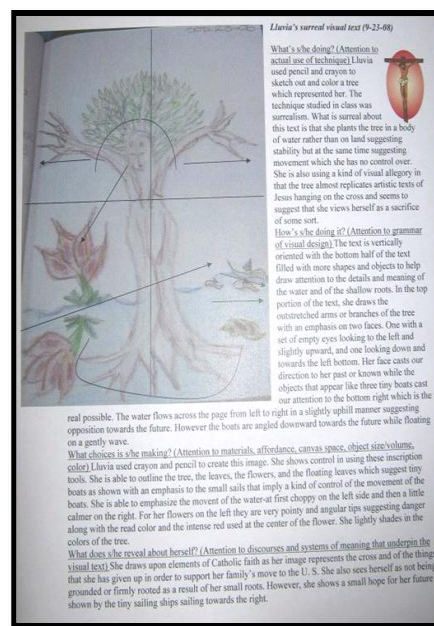 Lluvia's surreal visual text (9-23-08)
What's s/he doing? (Attention to
actual use of technique) Lluvia
used pencil and crayon to
sketch out and color a tree
which represented her. The
technique studied in class was
surrealism. What is surreal about
this text is that she plants the tree in a body
of water rather than on land suggesting
stability but at the same time suggesting
movement which she has no control over.
She is also using a kind of visual allegory in
that the tree almost replicates artistic texts of
Jesus hanging on the cross and seems to
suggest that she views herself as a sacrifice
of some sort.
How's s/he doing it? (Attention to grammar
of visual design) The text is vertically
oriented with the bottom half of the text
filled with more shapes and objects to help
draw to attention to the details and meaning of
the water and of the shallow roots. In the top
portion of the text, she draws the
outstretched arms or branches of the tree
with an emphasis on two faces. One with a
set of empty eyes looking to the left and
slightly upward, and one looking down and
towards the left bottom. Her face casts our
direction to her past or known while the
objects that appear like three tiny boats cast
our attention to the bottom right which is the
real possible. The water flows across the page from left to right in a slightly uphill manner suggesting
opposition towards the future. However the boats are angled downward towards the future while floating
on a gently wave.
What choices is s/he making? (Attention to materials, affordance, canvas space, object size/volume,
color) Lluvia used crayon and pencil to create this image. She shows control in using these inscription
tools. She is able to outline the tree, the leaves, the flowers, and the floating leaves which suggest tiny
boats as shown with an emphasis to the small sails that imply a kind of control of the movement of the
boats. She is able to emphasize the movent of the water-at first choppy on the left side and then a little
calmer on the right. For her flowers on the left they are very pointy and angular tips suggesting danger
along with the read color and the intense red used at the center of the flower. She lightly shades in the
colors of the tree.
What does s/he reveal about herself? (Attention to discourses and systems of meaning that underpin the
visual text) She draws upon elements of Catholic faith as her image represents the cross and of the things
that she has given up in order to support her family's move to the U. S. She also sees herself as not being
grounded or firmly rooted as a result of her small roots. However, she shows a small hope for her future
shown by the tiny sailing ships sailing towards the right.